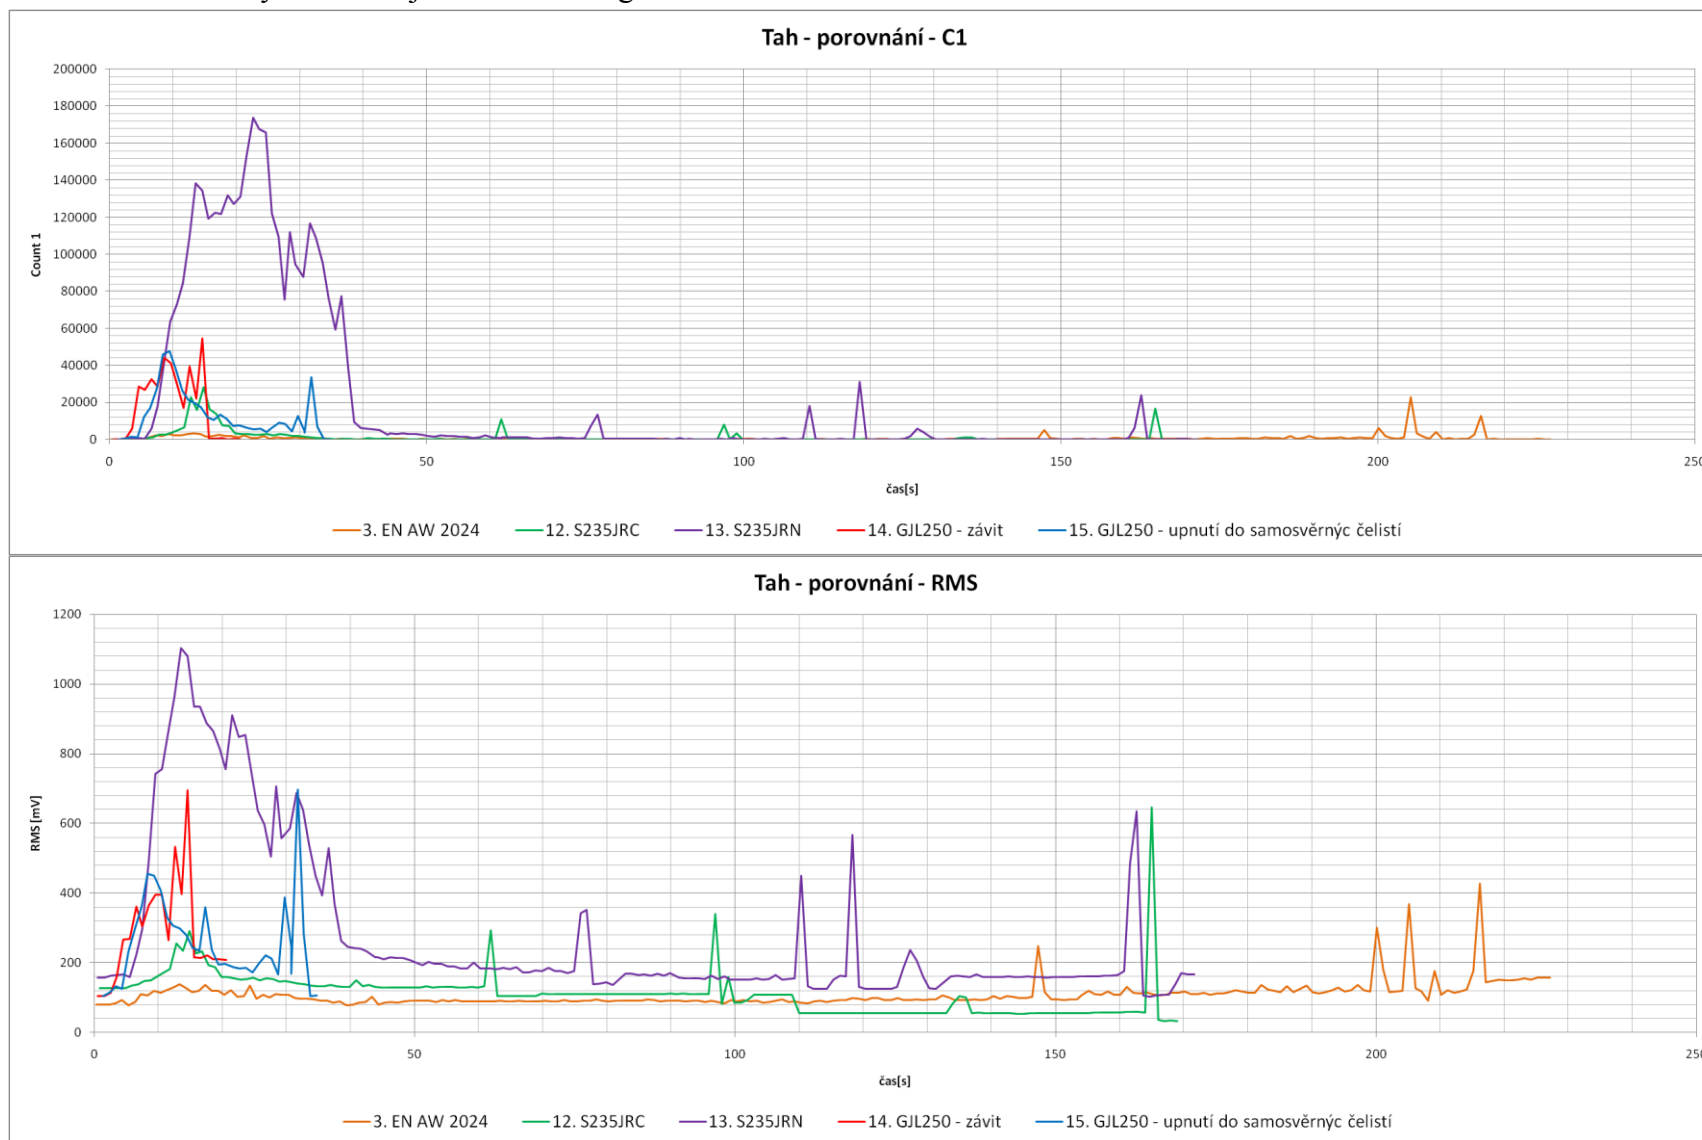 Tah - porovnání - C1
200000
180000
160000
140000
120000
100000
80000
60000
40000
20000
0
Count 1
0 50 100 150 200 250
čas[s]
3. EN AW 2024 12. S235JRC 13. S235JRN 14. GJL250 - závit 15. GJL250 - upnutí do samosvěrnýc čelistí
Tah - porovnání - RMS
1200
1000
800
600
400
200
0
RMS [mV]
0 50 100 150 200 250
čas[s]
3. EN AW 2024 12. S235JRC 13. S235JRN 14. GJL250 - závit 15. GJL250 - upnutí do samosvěrnýc čelistí